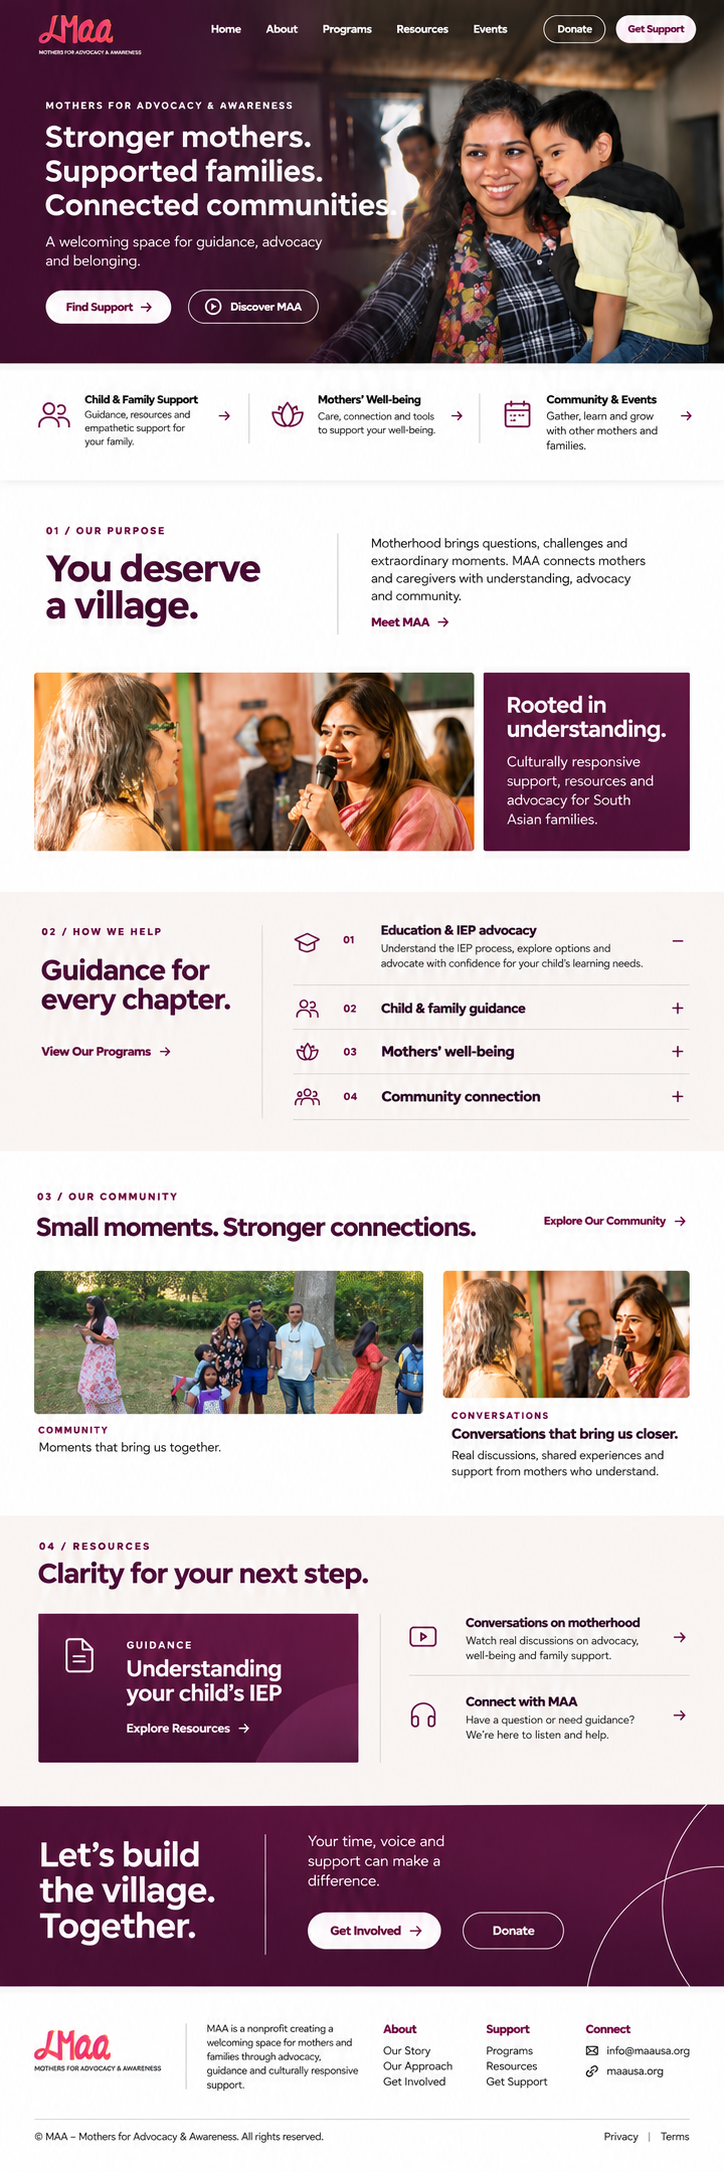 Maa
MOTHERS FOR ADVOCACY & AWARENESS
Home
About
Programs
Resources
Events
Donate
Get Support
MOTHERS FOR ADVOCACY & AWARENESS
Stronger mothers.
Supported families.
Connected communities.
A welcoming space for guidance, advocacy
and belonging.
Find Support →
Discover MAA
Child & Family Support
Guidance, resources and
empathetic support for
your family.
→
Mothers' Well-being
Care, connection and tools
to support your well-being.
→
Community & Events
Gather, learn and grow
with other mothers and
families.
→
01 / OUR PURPOSE
You deserve
a village.
Motherhood brings questions, challenges and
extraordinary moments. MAA connects mothers
and caregivers with understanding, advocacy
and community.
Meet MAA →
Rooted in
understanding.
Culturally responsive
support, resources and
advocacy for South
Asian families.
02 / HOW WE HELP
Guidance for
every chapter.
View Our Programs →
01
Education & IEP advocacy
Understand the IEP process, explore options and
advocate with confidence for your child's learning needs.
−
02
Child & family guidance
+
03
Mothers' well-being
+
04
Community connection
+
03 / OUR COMMUNITY
Small moments. Stronger connections.
Explore Our Community →
COMMUNITY
Moments that bring us together.
CONVERSATIONS
Conversations that bring us closer.
Real discussions, shared experiences and
support from mothers who understand.
04 / RESOURCES
Clarity for your next step.
GUIDANCE
Understanding
your child's IEP
Explore Resources →
Conversations on motherhood
Watch real discussions on advocacy,
well-being and family support.
→
Connect with MAA
Have a question or need guidance?
We're here to listen and help.
→
Let's build
the village.
Together.
Your time, voice and
support can make a
difference.
Get Involved →
Donate
Maa
MOTHERS FOR ADVOCACY & AWARENESS
MAA is a nonprofit creating a
welcoming space for mothers and
families through advocacy,
guidance and culturally responsive
support.
About
Our Story
Our Approach
Get Involved
Support
Programs
Resources
Get Support
Connect
info@maausa.org
maausa.org
© MAA – Mothers for Advocacy & Awareness. All rights reserved.
Privacy | Terms